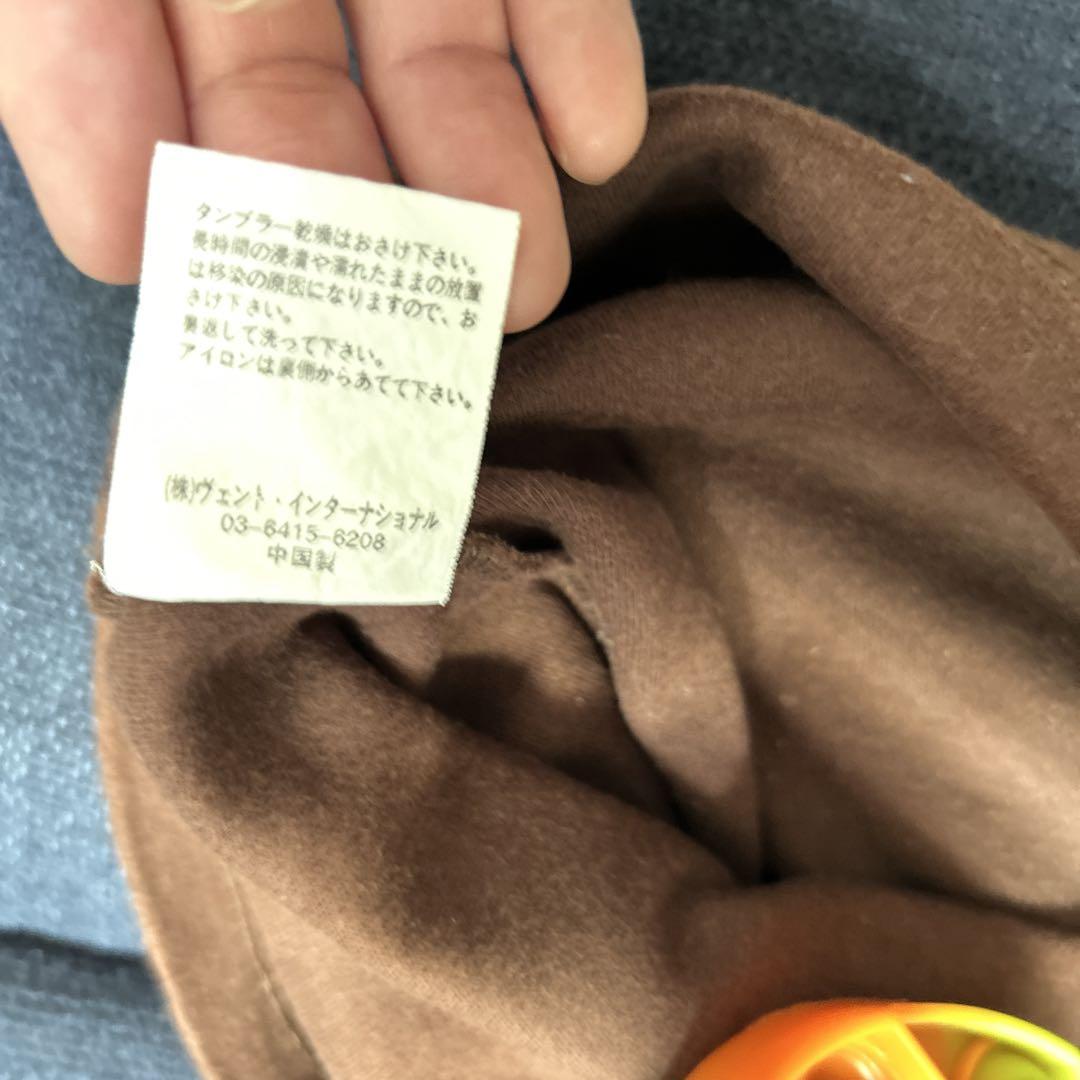 タンブラー乾燥はおさけ下さい。
長時間の浸漬や濡れたままの放置
は移染の原因になりますので、お
さけ下さい。
裏返して洗って下さい。
アイロンは裏側からあてて下さい。
(株)ヴェント・インターナショナル
03-6415-6208
中国製